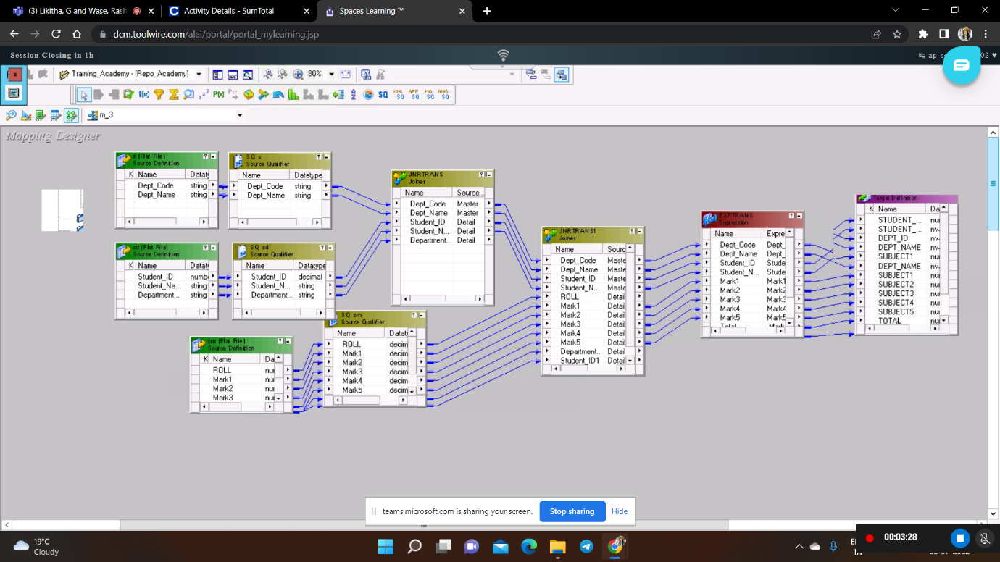 (3) Likitha, G and Wase, Rash
Activity Details - SumTotal
Spaces Learning ™
dcm.toolwire.com/alai/portal/portal_mylearning.jsp
Session Closing in 1h
Training_Academy - [Repo_Academy]
80%
f(x)
P(N)
SQ
XML SQ
APP SQ
MQ SQ
AMG SQ
m_3
Mapping Designer
s (Flat File)
Source Definition
K Name Datat
Dept_Code string
Dept_Name string
SQ_s
Source Qualifier
Name Datatype
Dept_Code string
Dept_Name string
JNRTRANS
Joiner
Name Source ..
Dept_Code Master
Dept_Name Master
Student_ID Detail
Student_N... Detail
Department... Detail
sd (Flat File)
Source Definition
K Name Datat
Student_ID numb
Student_Na... string
Department... string
SQ_sd
Source Qualifier
Name Datatype
Student_ID decimal
Student_N... string
Department... string
sm (Flat File)
Source Definition
K Name Da
ROLL nu
Mark1 nu
Mark2 nu
Mark3 nu
SQ_sm
Source Qualifier
Name Datat
ROLL decim
Mark1 decim
Mark2 decim
Mark3 decim
Mark4 decim
Mark5 decim
JNRTRANS1
Joiner
Name Sourc
Dept_Code Maste
Dept_Name Maste
Student_ID Maste
Student_N... Maste
ROLL Detail
Mark1 Detail
Mark2 Detail
Mark3 Detail
Mark4 Detail
Mark5 Detail
Department... Detail
Student_ID1 Detail
EXPTRANS
Expression
Name Expre
Dept_Code Dept_
Dept_Name Dept_
Student_ID Stude
Student_N... Stude
Mark1 Mark1
Mark2 Mark2
Mark3 Mark3
Mark4 Mark4
Mark5 Mark5
Target Definition
K Name Da
STUDENT_... nu
STUDENT_... nv
DEPT_ID nu
DEPT_NAME nv
SUBJECT1 nu
DEPT_NAME nv
SUBJECT1 nu
SUBJECT2 nu
SUBJECT3 nu
SUBJECT4 nu
SUBJECT5 nu
TOTAL nu
teams.microsoft.com is sharing your screen.
Stop sharing
Hide
19°C
Cloudy
00:03:28